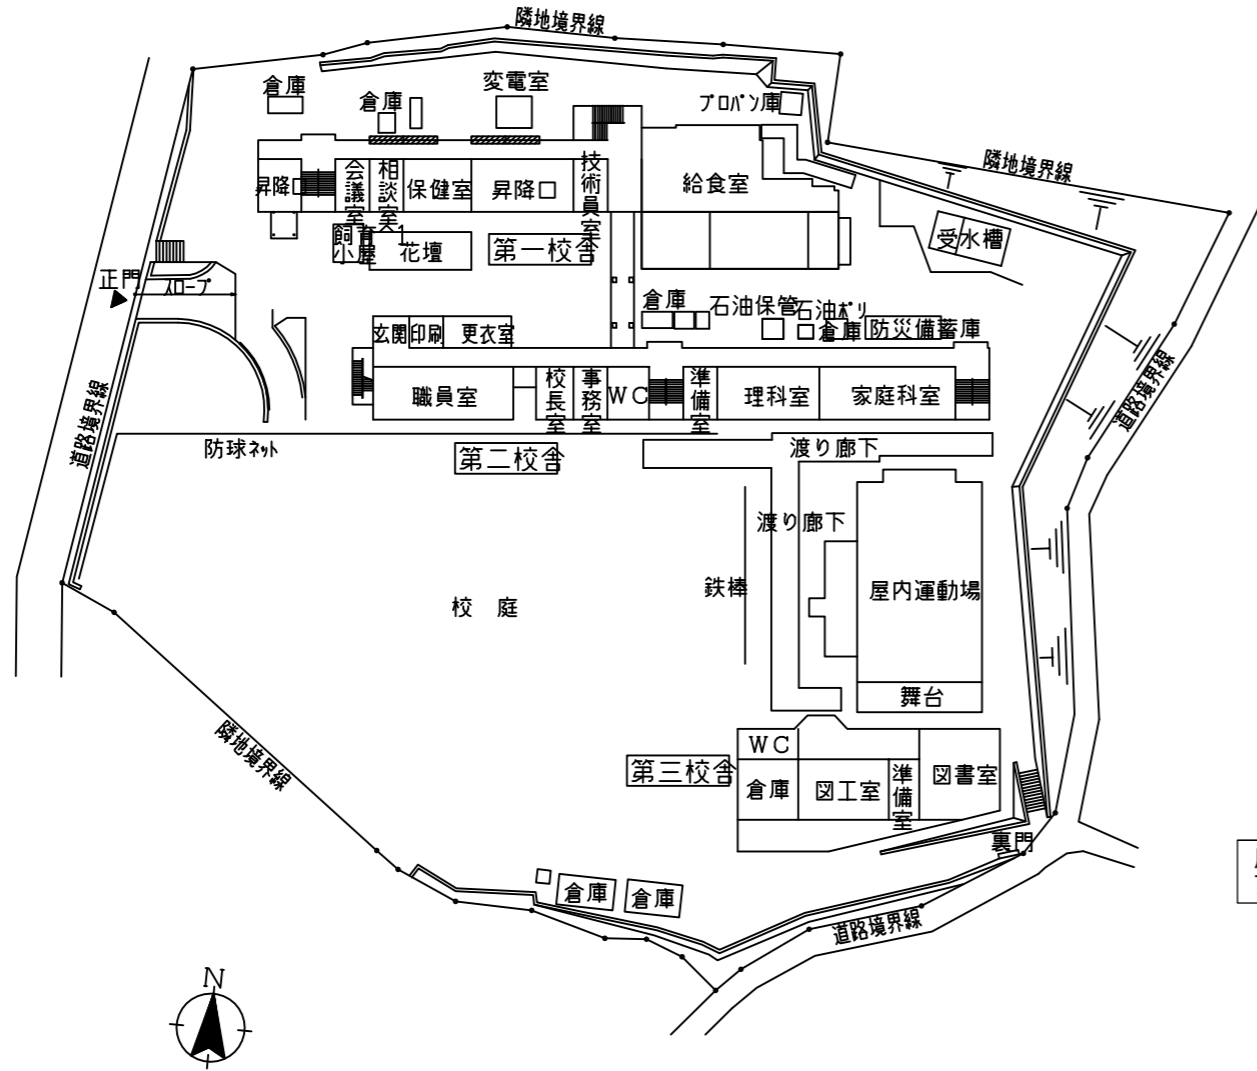 隣地境界線
倉庫
倉庫
変電室
プロパン庫
隣地境界線
昇降口
会議室
相談室
保健室
昇降口
技術員室
給食室
受水槽
飼育小屋
1
花壇
第一校舎
正門
スロープ
倉庫
石油保管
石油ポリ
倉庫
防災備蓄庫
玄関
印刷
更衣室
職員室
校長室
事務室
WC
準備室
理科室
家庭科室
道路境界線
道路境界線
防球ネット
第二校舎
渡り廊下
渡り廊下
鉄棒
屋内運動場
校 庭
舞台
隣地境界線
WC
第三校舎
倉庫
図工室
準備室
図書室
裏門
倉庫
倉庫
道路境界線
N